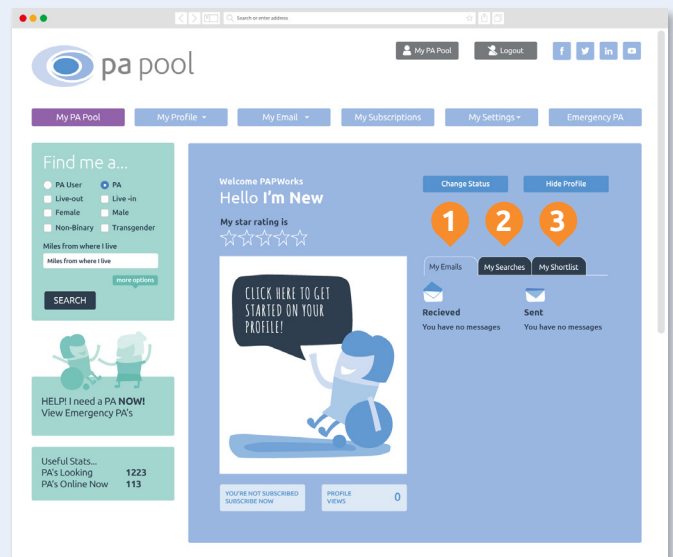 Search or enter address
pa pool
My PA Pool
Logout
f
in
My PA Pool
My Profile
My Email
My Subscriptions
My Settings
Emergency PA
Find me a...
PA User
PA
Live-out
Live -in
Female
Male
Non-Binary
Transgender
Miles from where I live
Miles from where I live
more options
SEARCH
HELP! I need a PA NOW!
View Emergency PA's
Useful Stats...
PA's Looking 1223
PA's Online Now 113
Welcome PAPWorks
Hello I'm New
My star rating is
CLICK HERE TO GET
STARTED ON YOUR
PROFILE!
YOU'RE NOT SUBSCRIBED
SUBSCRIBE NOW
PROFILE
VIEWS
0
Change Status
Hide Profile
1
2
3
My Emails
My Searches
My Shortlist
Recieved
You have no messages
Sent
You have no messages